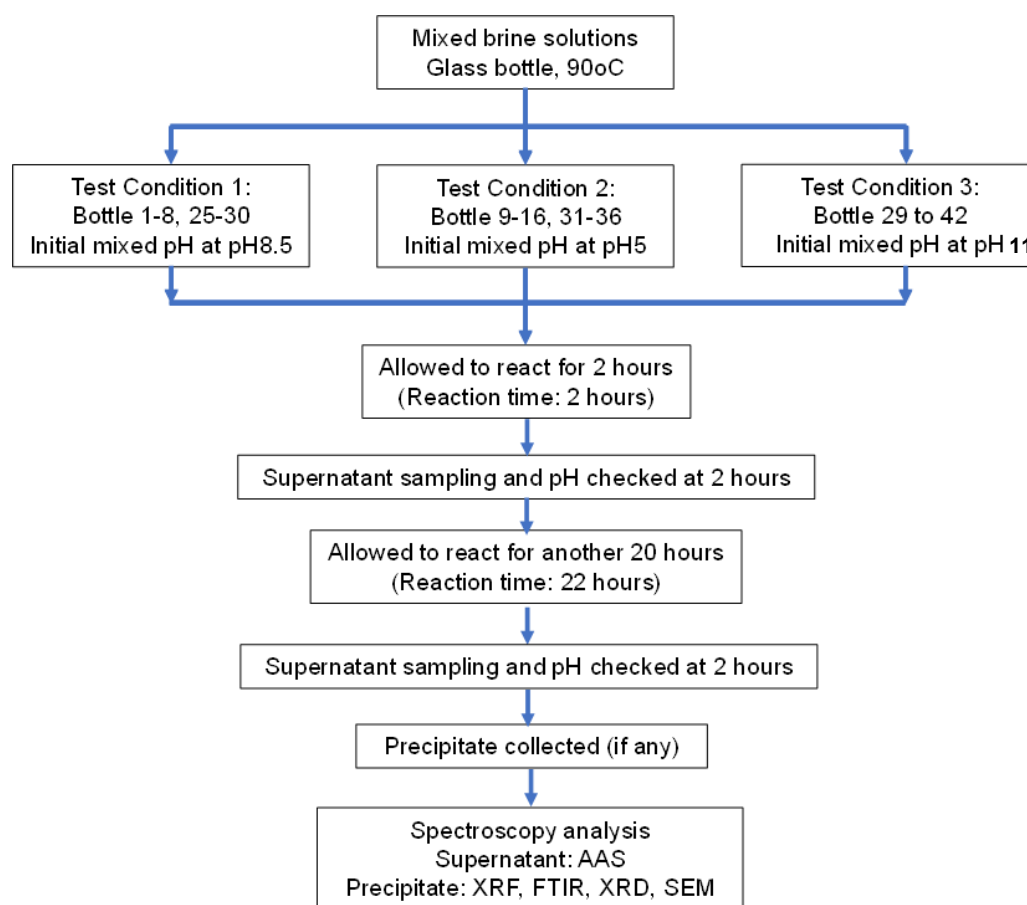 Mixed brine solutions
Glass bottle, 90oC
Test Condition 1:
Bottle 1-8, 25-30
Initial mixed pH at pH8.5
Test Condition 2:
Bottle 9-16, 31-36
Initial mixed pH at pH5
Test Condition 3:
Bottle 29 to 42
Initial mixed pH at pH 11
Allowed to react for 2 hours
(Reaction time: 2 hours)
Supernatant sampling and pH checked at 2 hours
Allowed to react for another 20 hours
(Reaction time: 22 hours)
Supernatant sampling and pH checked at 2 hours
Precipitate collected (if any)
Spectroscopy analysis
Supernatant: AAS
Precipitate: XRF, FTIR, XRD, SEM